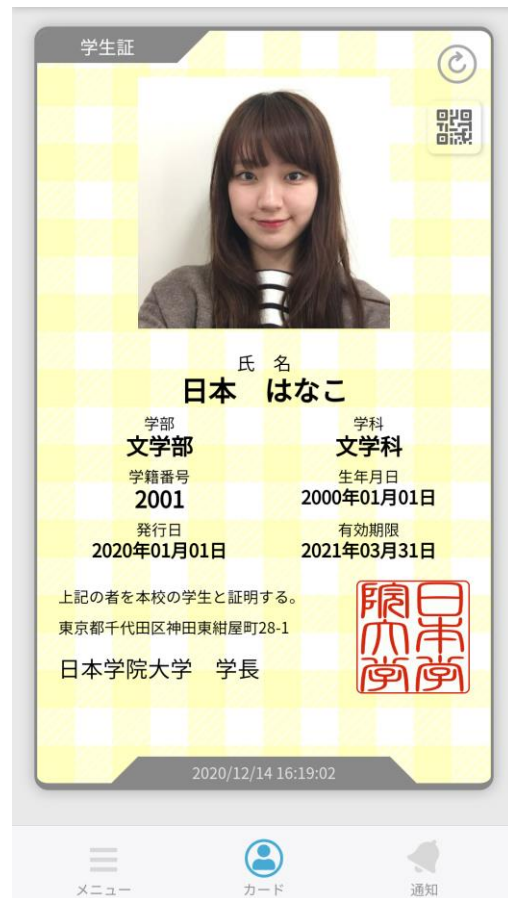 学生証
氏　名
日本　はなこ
学部
文学部
学科
文学科
学籍番号
2001
生年月日
2000年01月01日
発行日
2020年01月01日
有効期限
2021年03月31日
上記の者を本校の学生と証明する。
東京都千代田区神田東紺屋町28-1
日本学院大学　学長
日本学
院大学
2020/12/14 16:19:02
メニュー
カード
通知